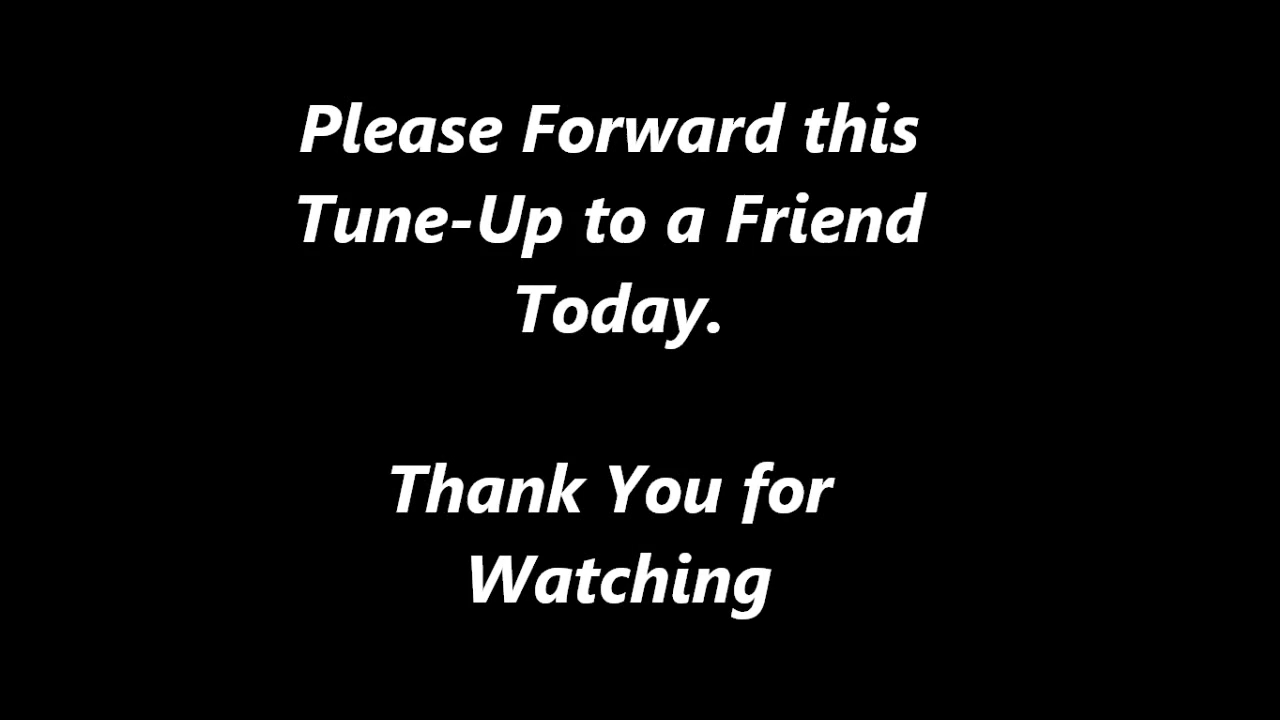 Please Forward this
Tune-Up to a Friend
Today.
Thank You for
Watching